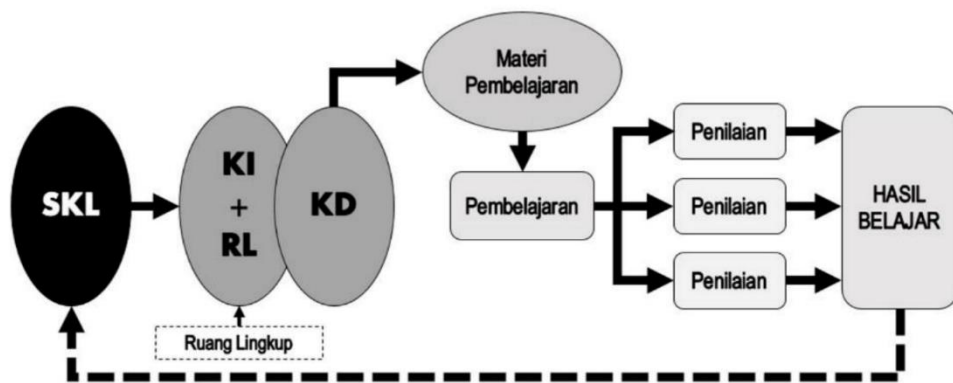 SKL
KI
+
RL
KD
Ruang Lingkup
Materi
Pembelajaran
Pembelajaran
Penilaian
Penilaian
Penilaian
HASIL
BELAJAR